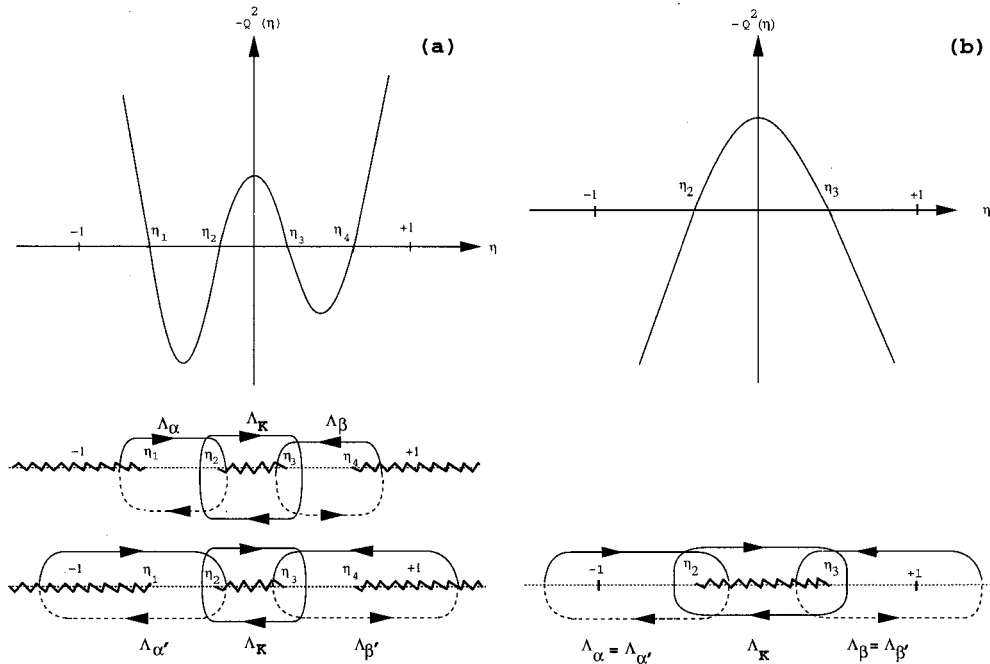 -Q²(η)
(a)
-1 η₁ η₂ η₃ η₄ +1 η
-Q²(η)
(b)
-1 η₂ η₃ +1 η
Λα Λκ Λβ
-1 η₁ η₂ η₃ η₄ +1
-1 η₁ η₂ η₃ η₄ +1
Λα′ Λκ Λβ′
-1 η₂ η₃ +1
Λα = Λα′ Λκ Λβ = Λβ′